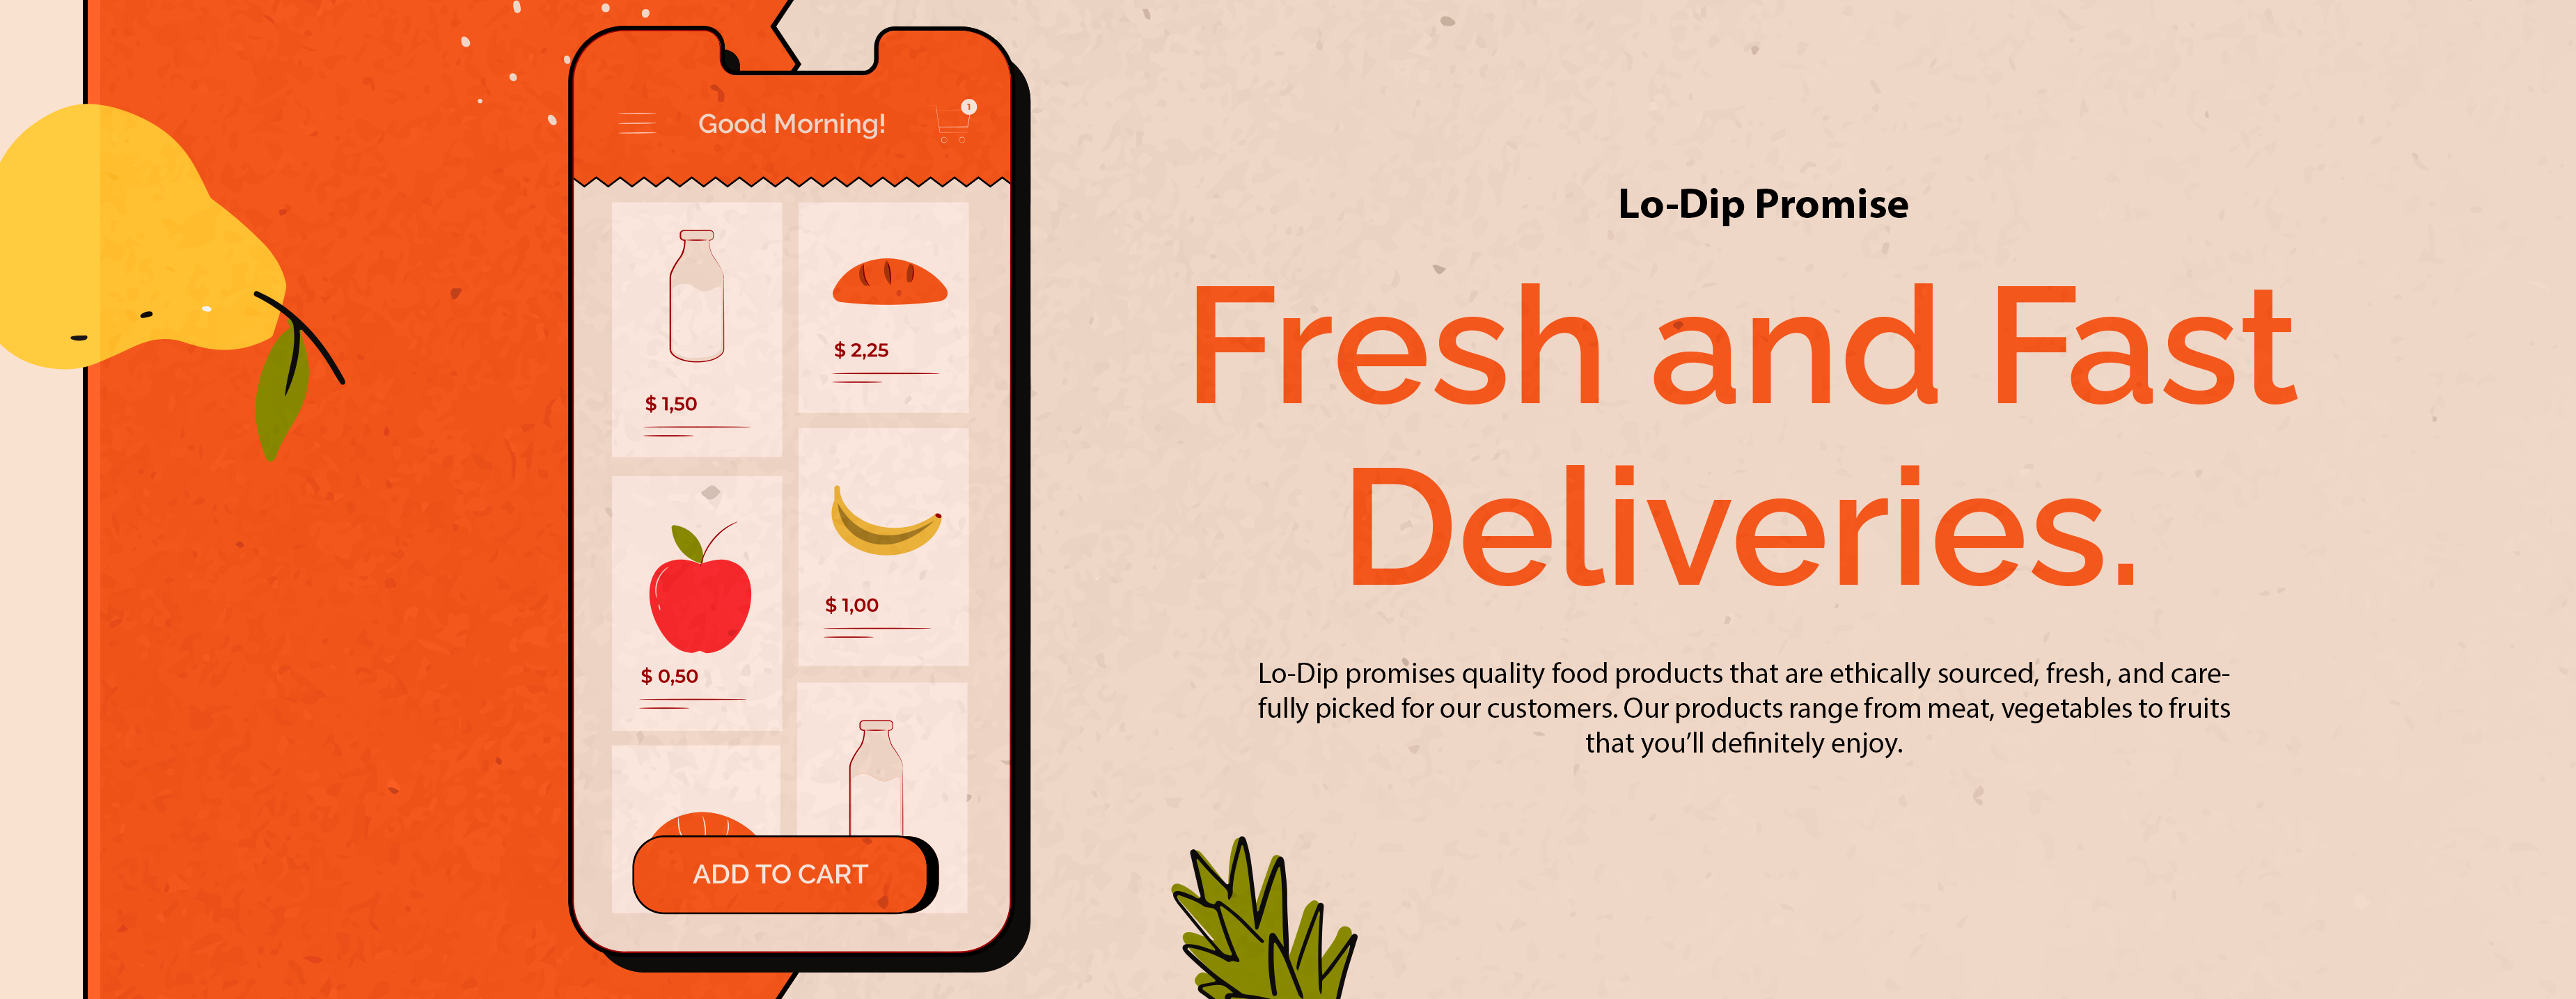 Good Morning!
1
$ 1,50
$ 2,25
$ 0,50
$ 1,00
ADD TO CART
Lo-Dip Promise
Fresh and Fast
Deliveries.
Lo-Dip promises quality food products that are ethically sourced, fresh, and care-
fully picked for our customers. Our products range from meat, vegetables to fruits
that you’ll definitely enjoy.